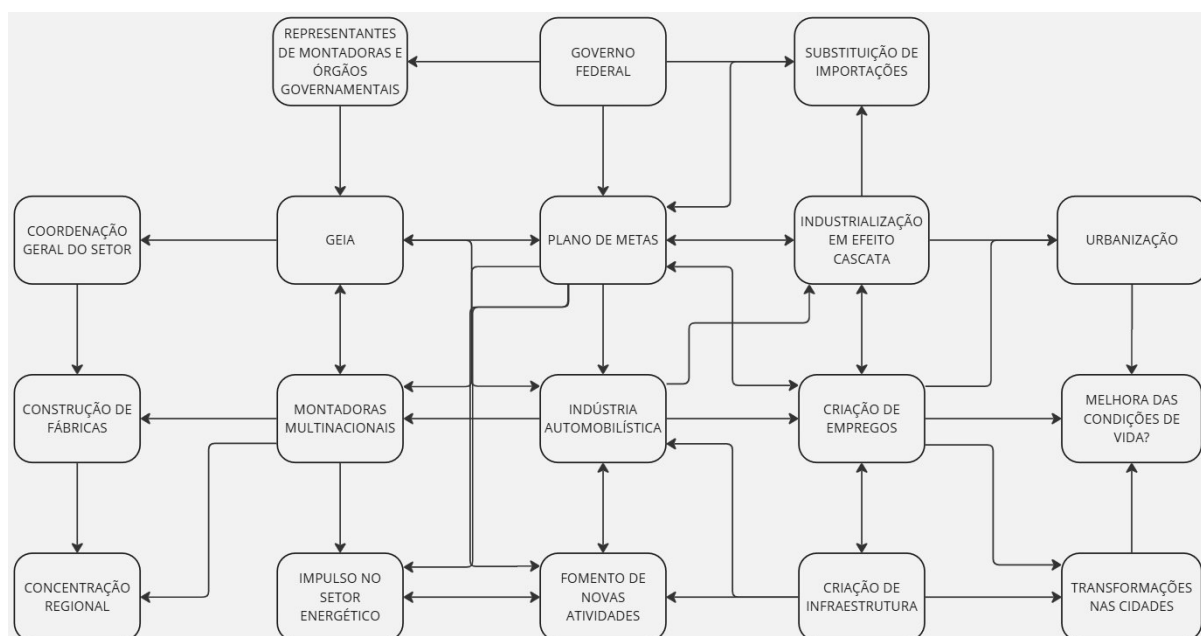 REPRESENTANTES
DE MONTADORAS E
ÓRGÃOS
GOVERNAMENTAIS
GOVERNO
FEDERAL
SUBSTITUIÇÃO DE
IMPORTAÇÕES
COORDENAÇÃO
GERAL DO SETOR
GEIA
PLANO DE METAS
INDUSTRIALIZAÇÃO
EM EFEITO
CASCATA
URBANIZAÇÃO
CONSTRUÇÃO DE
FÁBRICAS
MONTADORAS
MULTINACIONAIS
INDÚSTRIA
AUTOMOBILÍSTICA
CRIAÇÃO DE
EMPREGOS
MELHORA DAS
CONDIÇÕES DE
VIDA?
CONCENTRAÇÃO
REGIONAL
IMPULSO NO
SETOR
ENERGÉTICO
FOMENTO DE
NOVAS
ATIVIDADES
CRIAÇÃO DE
INFRAESTRUTURA
TRANSFORMAÇÕES
NAS CIDADES